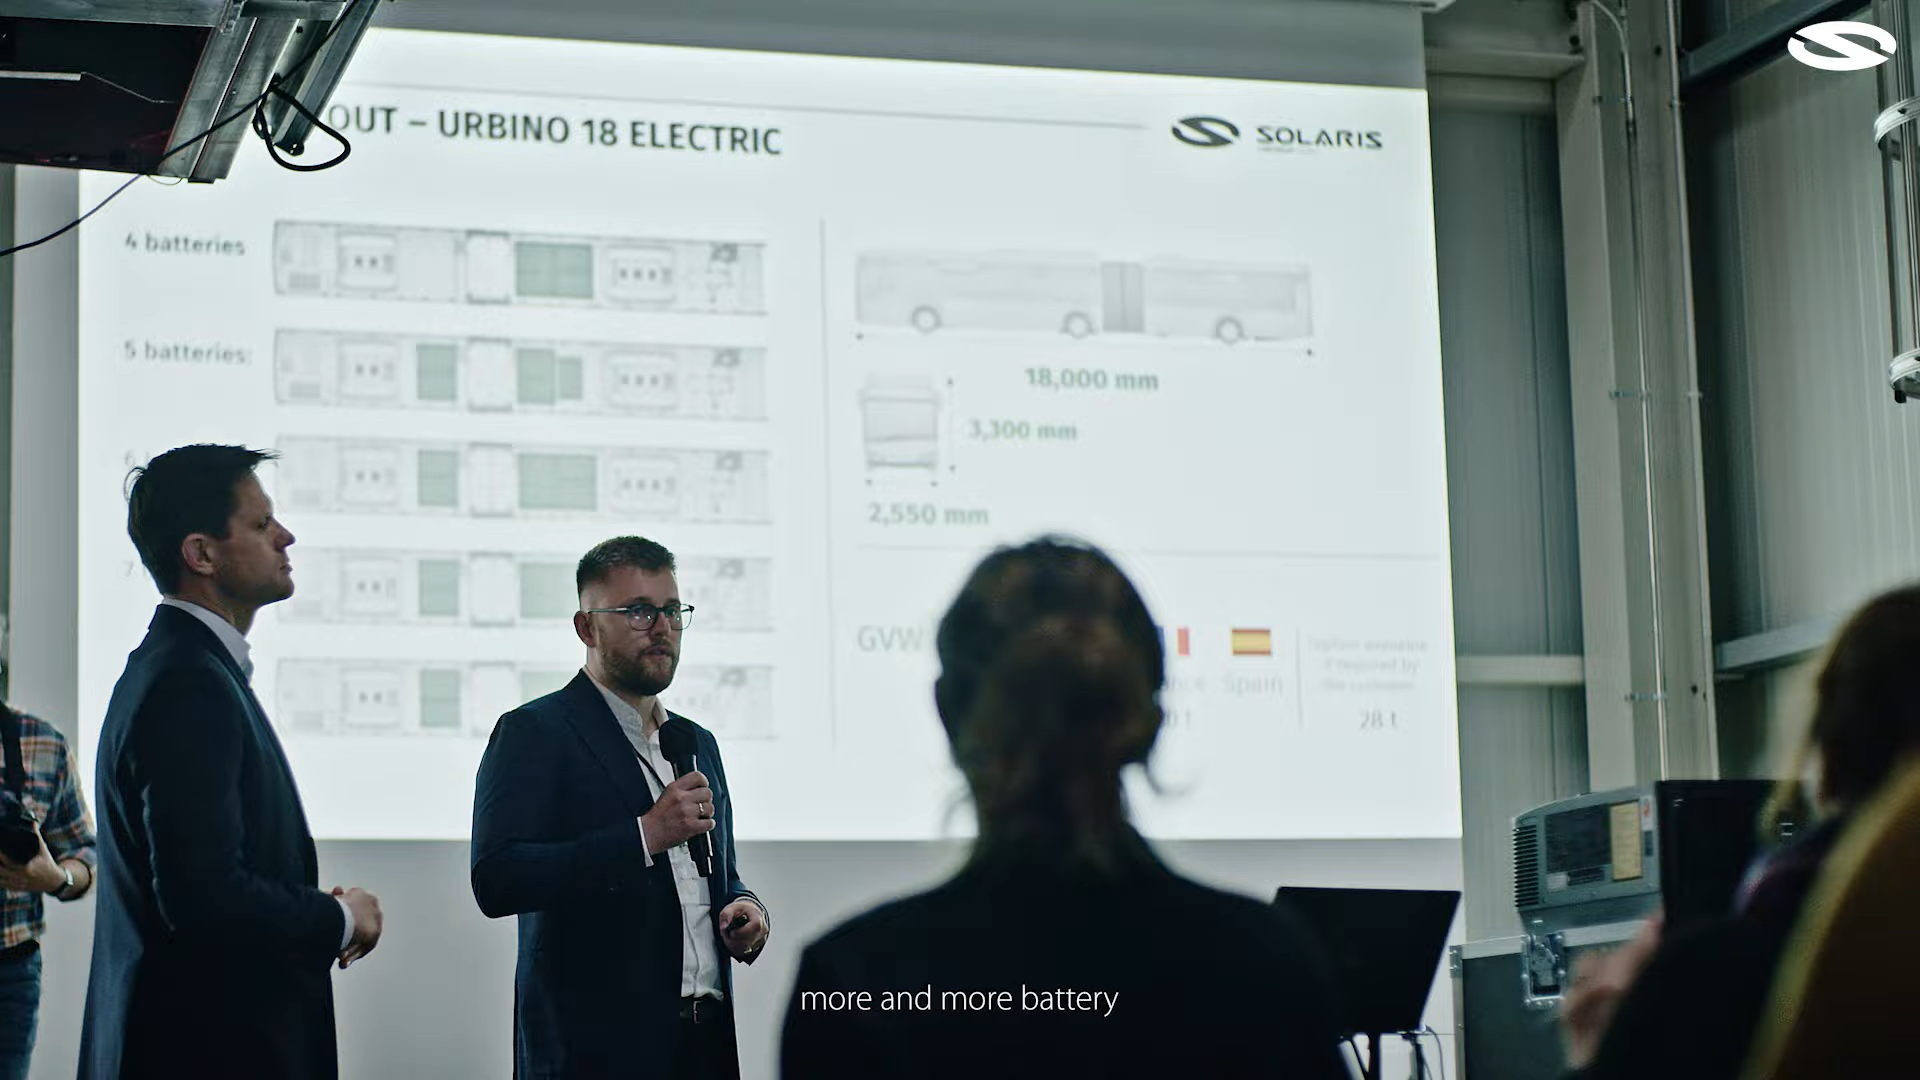 OUT – URBINO 18 ELECTRIC
SOLARIS
4 batteries
5 batteries:
18,000 mm
3,300 mm
2,550 mm
GVW
Spain
28 t
more and more battery